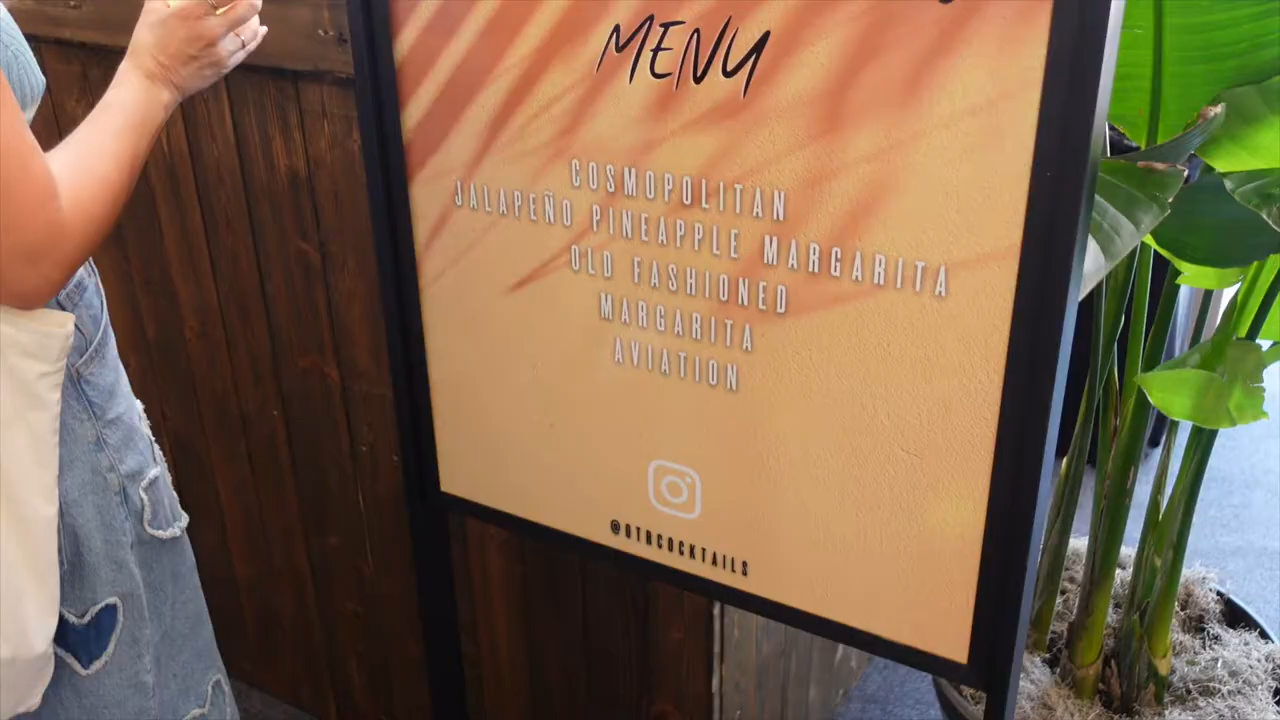 MENU
COSMOPOLITAN
JALAPEÑO PINEAPPLE MARGARITA
OLD FASHIONED
MARGARITA
AVIATION
@OTRCOCKTAILS